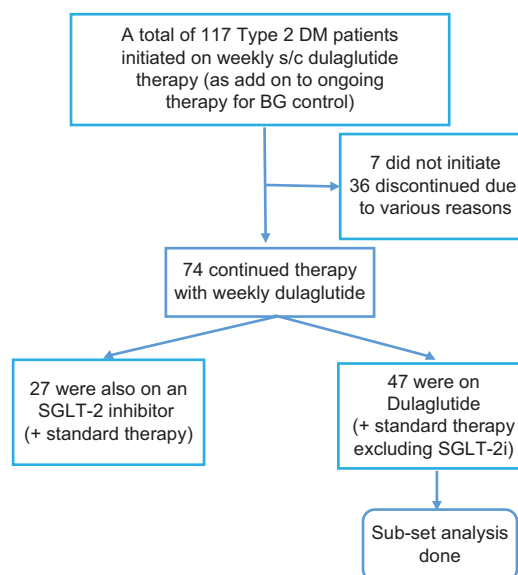 A total of 117 Type 2 DM patients
initiated on weekly s/c dulaglutide
therapy (as add on to ongoing
therapy for BG control)
7 did not initiate
36 discontinued due
to various reasons
74 continued therapy
with weekly dulaglutide
27 were also on an
SGLT-2 inhibitor
(+ standard therapy)
47 were on
Dulaglutide
(+ standard therapy
excluding SGLT-2i)
Sub-set analysis
done